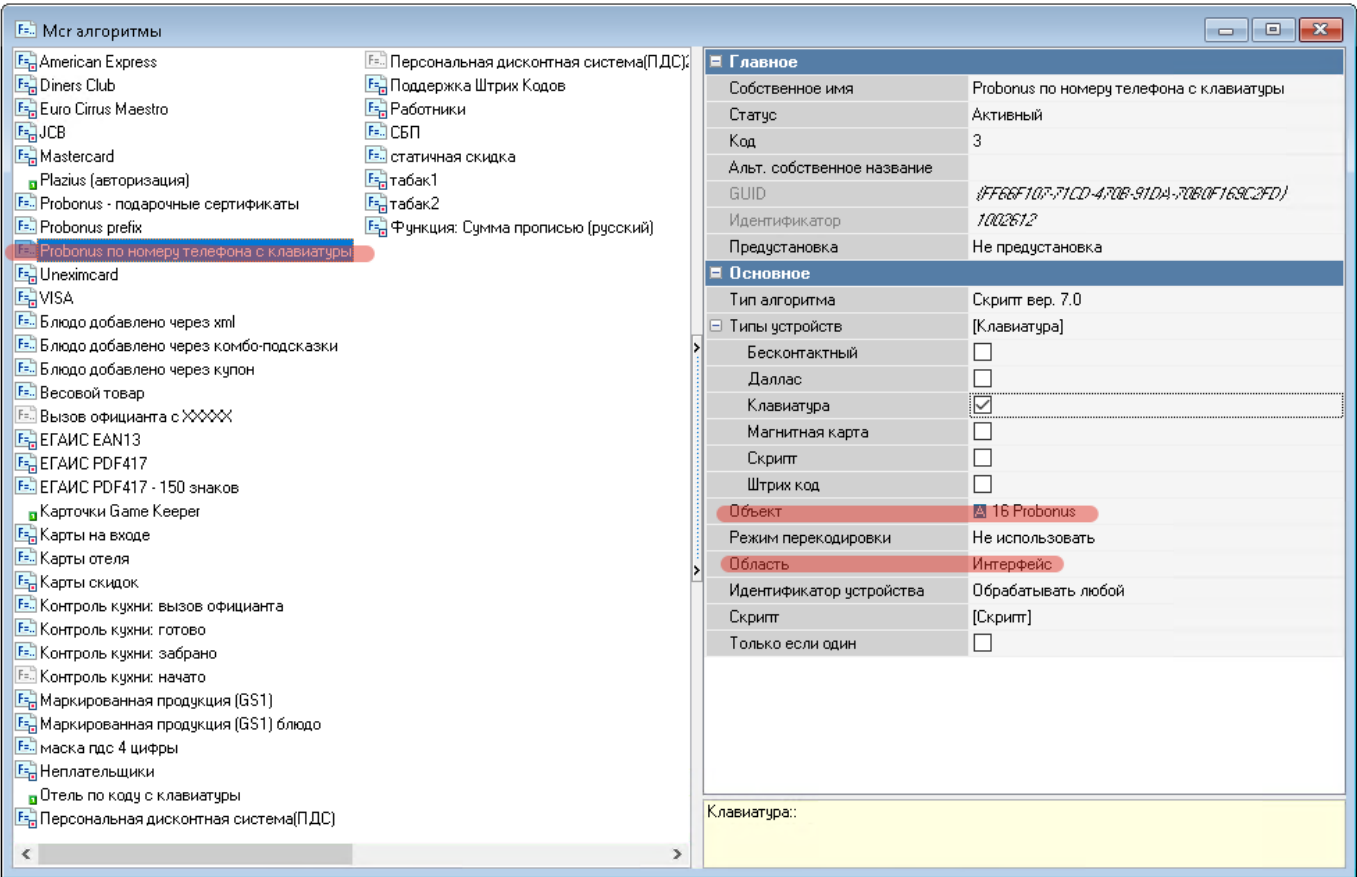 Mcr алгоритмы
American Express
Diners Club
Euro Cirrus Maestro
JCB
Mastercard
Plazius (авторизация)
Probonus - подарочные сертификаты
Probonus prefix
Probonus по номеру телефона с клавиатуры
Uneximcard
VISA
Блюдо добавлено через xml
Блюдо добавлено через комбо-подсказки
Блюдо добавлено через купон
Весовой товар
Вызов официанта с XXXXX
ЕГАИС EAN13
ЕГАИС PDF417
ЕГАИС PDF417 - 150 знаков
Карточки Game Keeper
Карты на входе
Карты отеля
Карты скидок
Контроль кухни: вызов официанта
Контроль кухни: готово
Контроль кухни: забрано
Контроль кухни: начато
Маркированная продукция (GS1)
Маркированная продукция (GS1) блюдо
маска пдс 4 цифры
Неплательщики
Отель по коду с клавиатуры
Персональная дисконтная система(ПДС)
Персональная дисконтная система(ПДС)2
Поддержка Штрих Кодов
Работники
СБП
статичная скидка
табак1
табак2
Функция: Сумма прописью (русский)
Главное
Собственное имя Probonus по номеру телефона с клавиатуры
Статус Активный
Код 3
Альт. собственное название
GUID {FF66F107-71CD-470B-91DA-70B0F169C2FD}
Идентификатор 1002612
Предустановка Не предустановка
Основное
Тип алгоритма Скрипт вер. 7.0
Типы устройств [Клавиатура]
Бесконтактный
Даллас
Клавиатура
Магнитная карта
Скрипт
Штрих код
Объект 16 Probonus
Режим перекодировки Не использовать
Область Интерфейс
Идентификатор устройства Обрабатывать любой
Скрипт [Скрипт]
Только если один
Клавиатура::